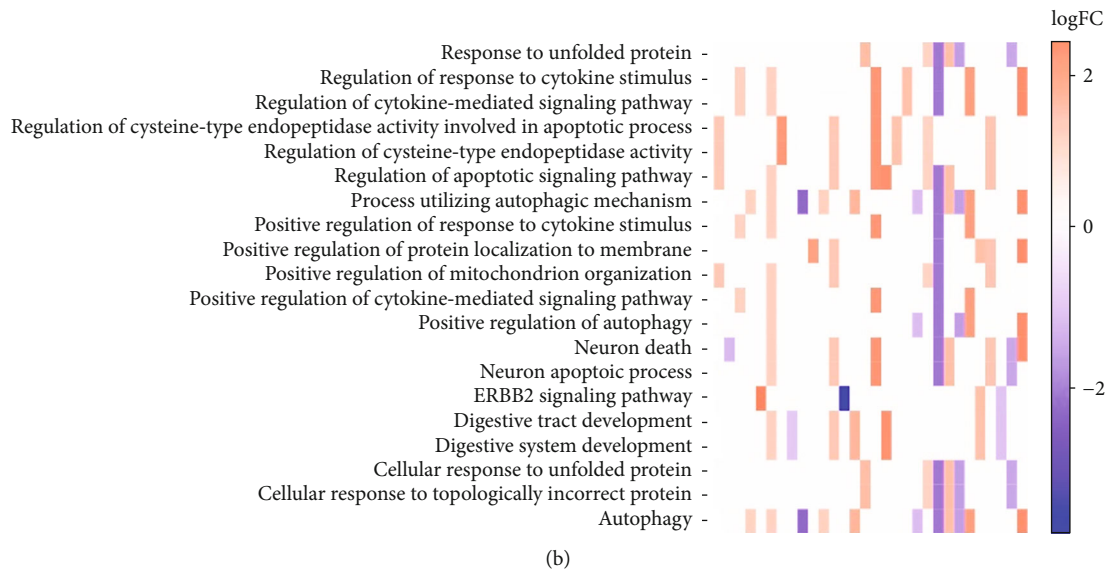 logFC
Response to unfolded protein
Regulation of response to cytokine stimulus
Regulation of cytokine-mediated signaling pathway
Regulation of cysteine-type endopeptidase activity involved in apoptotic process
Regulation of cysteine-type endopeptidase activity
Regulation of apoptotic signaling pathway
Process utilizing autophagic mechanism
Positive regulation of response to cytokine stimulus
Positive regulation of protein localization to membrane
Positive regulation of mitochondrion organization
Positive regulation of cytokine-mediated signaling pathway
Positive regulation of autophagy
Neuron death
Neuron apoptotic process
ERBB2 signaling pathway
Digestive tract development
Digestive system development
Cellular response to unfolded protein
Cellular response to topologically incorrect protein
Autophagy
2
0
−2
(b)